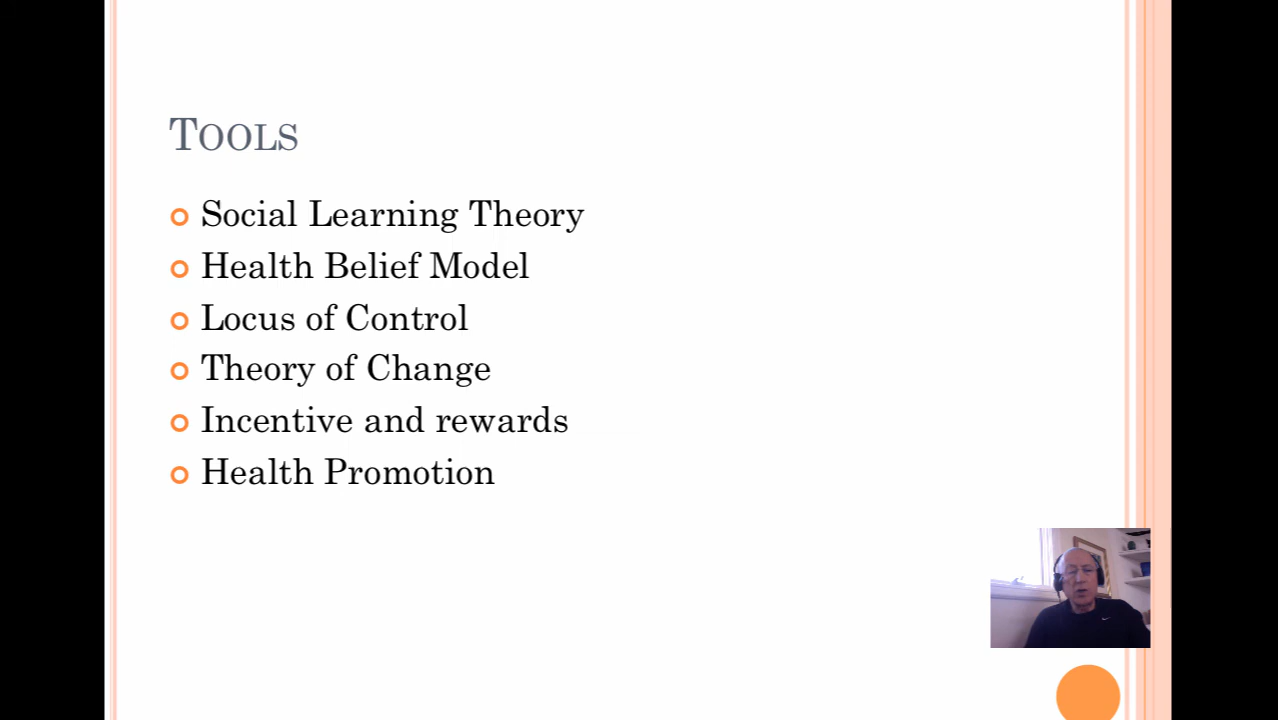 Tools
Social Learning Theory
Health Belief Model
Locus of Control
Theory of Change
Incentive and rewards
Health Promotion